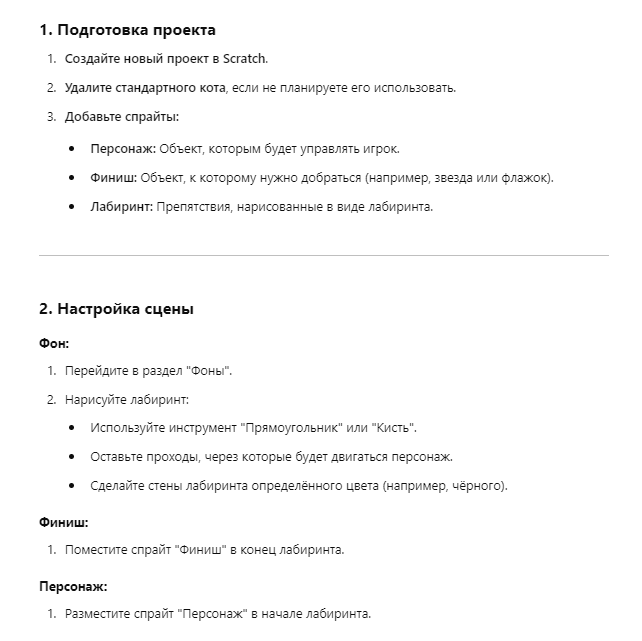 1. Подготовка проекта
1. Создайте новый проект в Scratch.
2. Удалите стандартного кота, если не планируете его использовать.
3. Добавьте спрайты:
• Персонаж: Объект, которым будет управлять игрок.
• Финиш: Объект, к которому нужно добраться (например, звезда или флажок).
• Лабиринт: Препятствия, нарисованные в виде лабиринта.
2. Настройка сцены
Фон:
1. Перейдите в раздел "Фоны".
2. Нарисуйте лабиринт:
• Используйте инструмент "Прямоугольник" или "Кисть".
• Оставьте проходы, через которые будет двигаться персонаж.
• Сделайте стены лабиринта определённого цвета (например, чёрного).
Финиш:
1. Поместите спрайт "Финиш" в конец лабиринта.
Персонаж:
1. Разместите спрайт "Персонаж" в начале лабиринта.